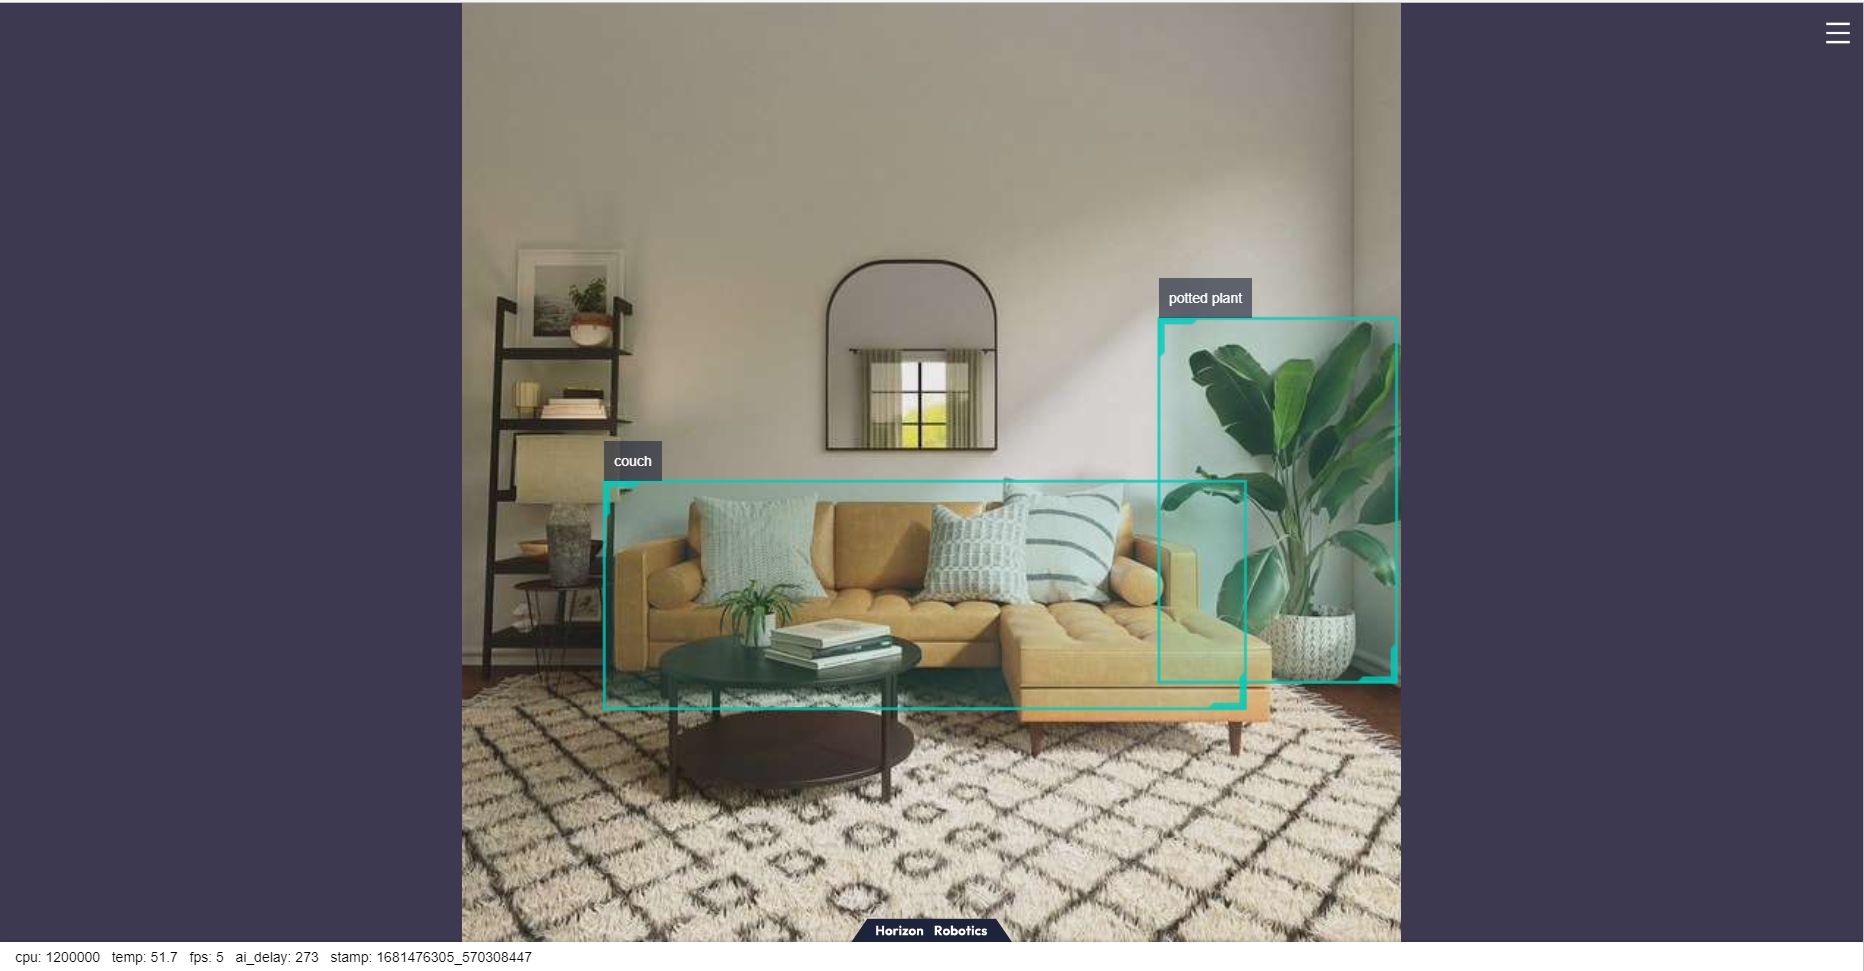 potted plant
couch
Horizon Robotics
cpu: 1200000 temp: 51.7 fps: 5 ai_delay: 273 stamp: 1681476305_570308447